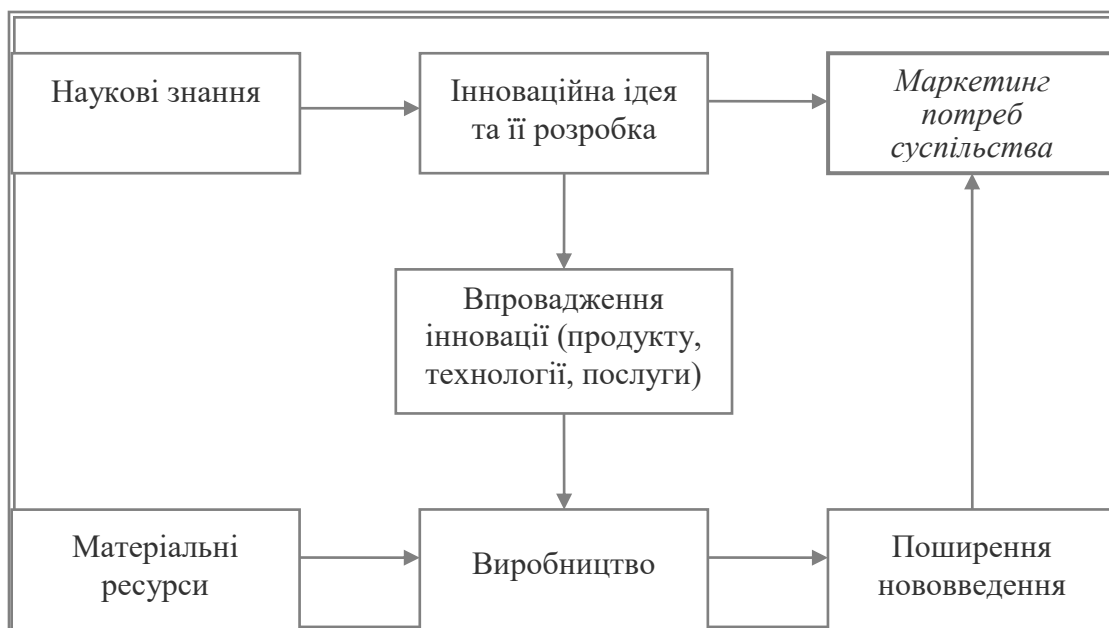 Наукові знання
Інноваційна ідея
та її розробка
Маркетинг
потреб
суспільства
Впровадження
інновації (продукту,
технології, послуги)
Матеріальні
ресурси
Виробництво
Поширення
нововведення